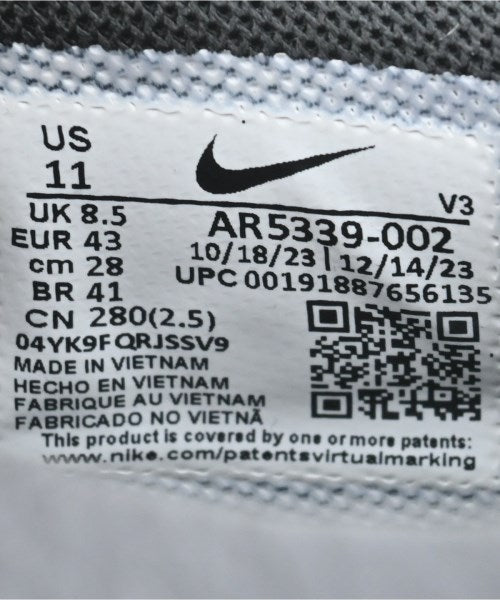 US
11
V3
UK 8.5
EUR 43
cm 28
BR 41
CN 280(2.5)
AR5339-002
10/18/23 | 12/14/23
UPC 00191887656135
04YK9FQRJSSV9
MADE IN VIETNAM
HECHO EN VIETNAM
FABRIQUE AU VIETNAM
FABRICADO NO VIETNÃ
This product is covered by one or more patents:
www.nike.com/patentsvirtualmarking